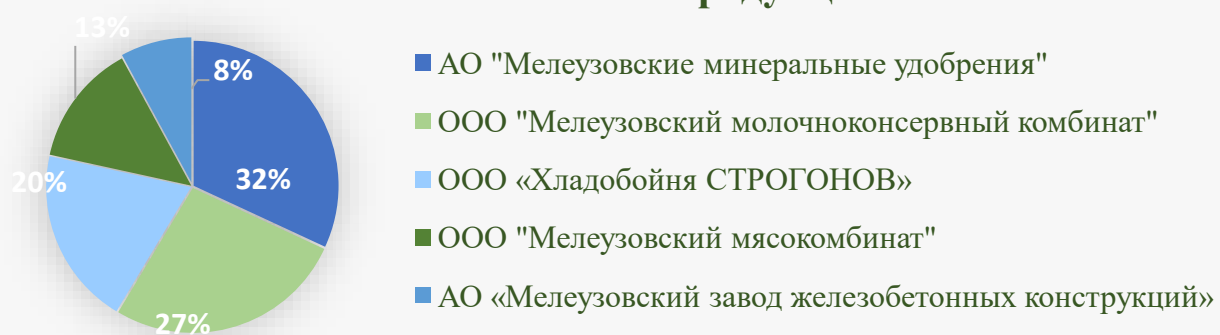 13%
8%
32%
20%
27%
АО "Мелеузовские минеральные удобрения"
ООО "Мелеузовский молочноконсервный комбинат"
ООО «Хладобойня СТРОГОНОВ»
ООО "Мелеузовский мясокомбинат"
АО «Мелеузовский завод железобетонных конструкций»